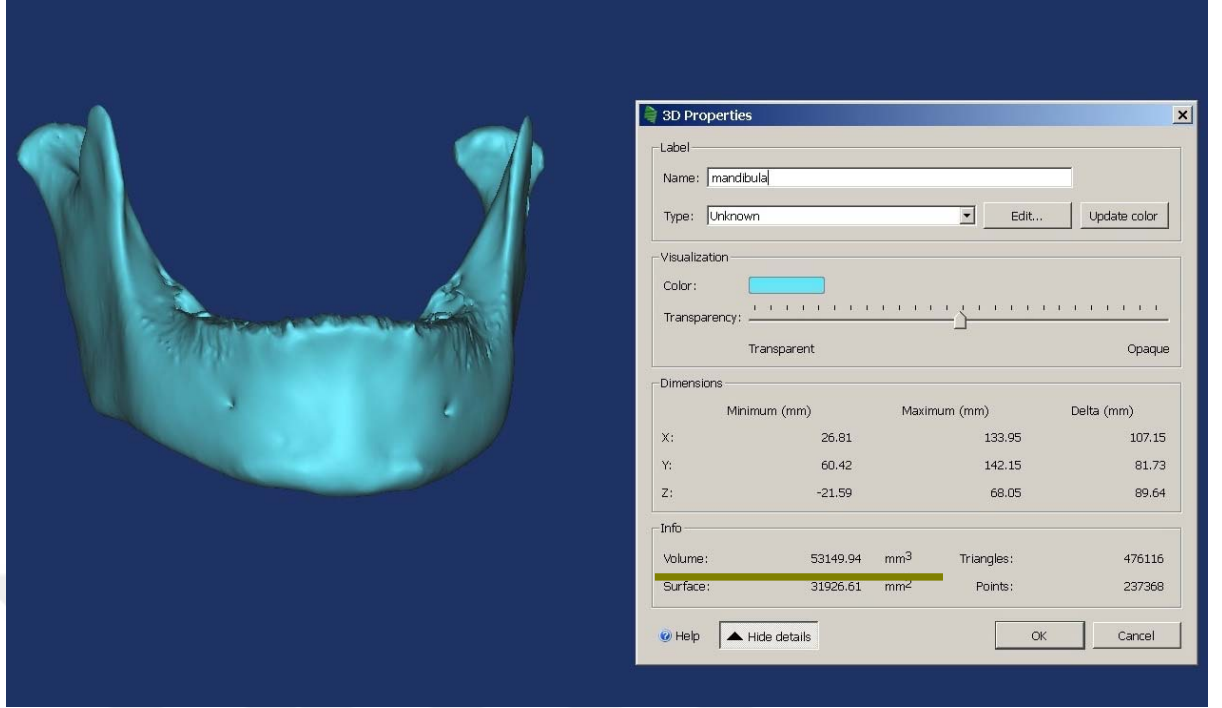 3D Properties
Label
Name: mandibula
Type: Unknown Edit... Update color
Visualization
Color:
Transparency:
Transparent Opaque
Dimensions
Minimum (mm) Maximum (mm) Delta (mm)
X: 26.81 133.95 107.15
Y: 60.42 142.15 81.73
Z: -21.59 68.05 89.64
Info
Volume: 53149.94 mm3 Triangles: 476116
Surface: 31926.61 mm2 Points: 237368
Help Hide details OK Cancel